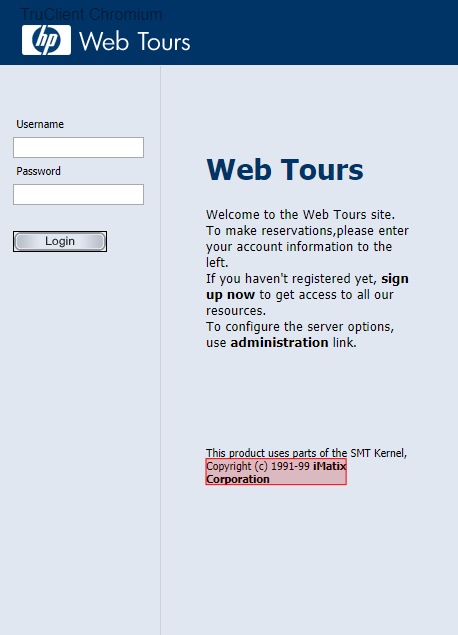 TruClient Chromium
hp Web Tours
Username
Password
Login
Web Tours
Welcome to the Web Tours site.
To make reservations,please enter
your account information to the
left.
If you haven't registered yet, sign
up now to get access to all our
resources.
To configure the server options,
use administration link.
This product uses parts of the SMT Kernel,
Copyright (c) 1991-99 iMatix
Corporation